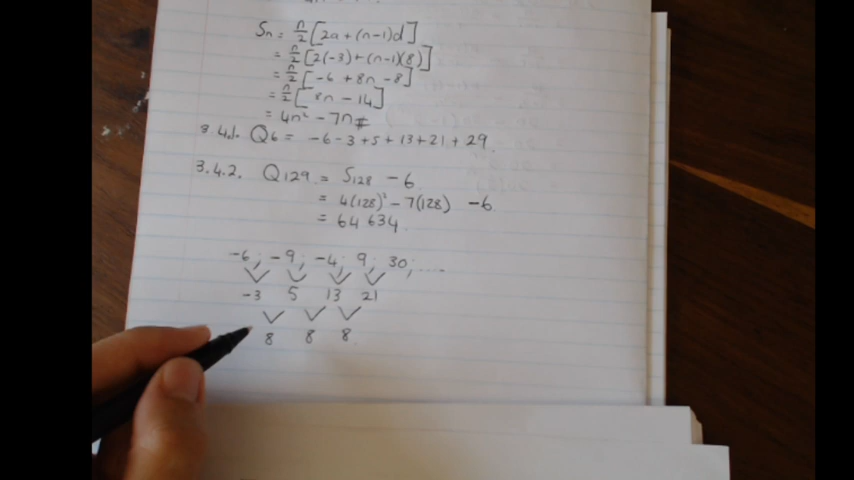 Sn = n/2 [2a + (n-1)d]
= n/2 [2(-3) + (n-1)(8)]
= n/2 [-6 + 8n - 8]
= n/2 [8n - 14]
= 4n² - 7n
3.4.1. Q6 = -6 - 3 + 5 + 13 + 21 + 29
3.4.2. Q129 = S128 - 6
= 4(128)² - 7(128) - 6
= 64 634
-6; -9; -4; 9; 30; ....
-3 5 13 21
8 8 8